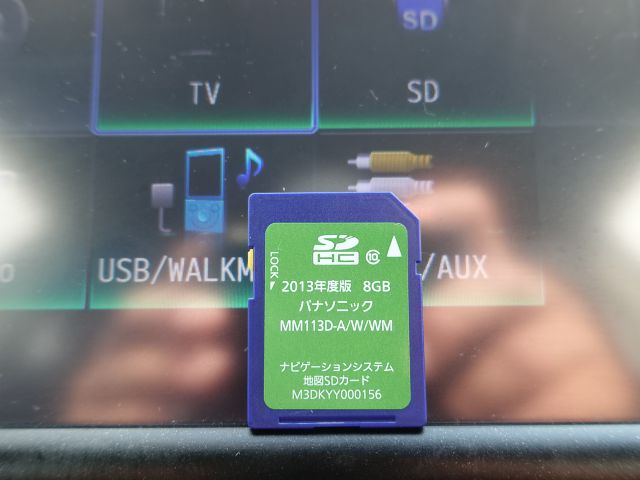 TV
SD
SD
USB/WALKM
/AUX
SD
HC
10
LOCK
2013年度版 8GB
パナソニック
MM113D-A/W/WM
ナビゲーションシステム
地図SDカード
M3DKYY000156